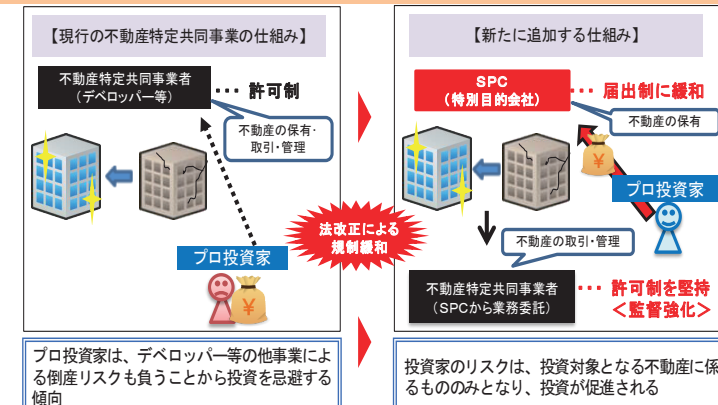 【現行の不動産特定共同事業の仕組み】
不動産特定共同事業者
（デベロッパー等）
･･･ 許可制
不動産の保有･
取引･管理
プロ投資家
¥
プロ投資家は、デベロッパー等の他事業によ
る倒産リスクも負うことから投資を忌避する
傾向
法改正による
規制緩和
【新たに追加する仕組み】
SPC
（特別目的会社）
･･･ 届出制に緩和
不動産の保有
¥
プロ投資家
不動産の取引･管理
不動産特定共同事業者
（SPCから業務委託）
･･･ 許可制を堅持
＜監督強化＞
投資家のリスクは、投資対象となる不動産に係
るもののみとなり、投資が促進される